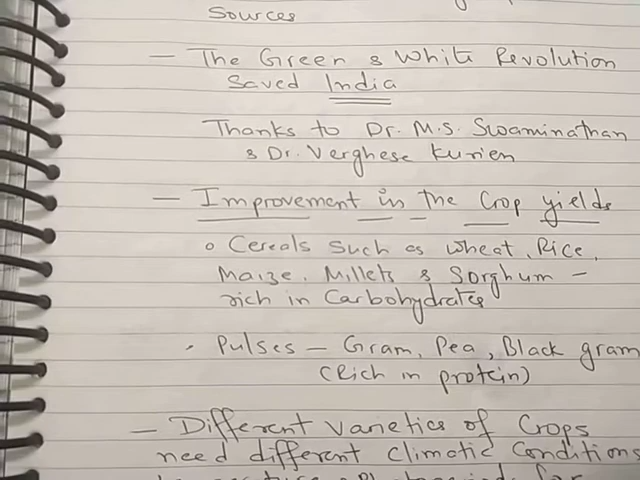 Sources
— The Green & White Revolution
Saved India
Thanks to Dr. M.S. Swaminathan
& Dr. Verghese Kurien
— Improvement in the Crop yields
o Cereals such as wheat, Rice,
Maize, Millets & Sorghum –
rich in Carbohydrates
• Pulses – Gram, Pea, Black gram
(Rich in protein)
— Different varieties of Crops
need different Climatic Conditions
for